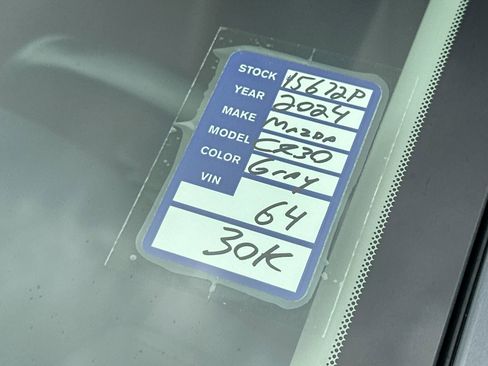 STOCK 15672P
YEAR 2024
MAKE MAZDA
MODEL CX30
COLOR Gray
VIN
64
30K